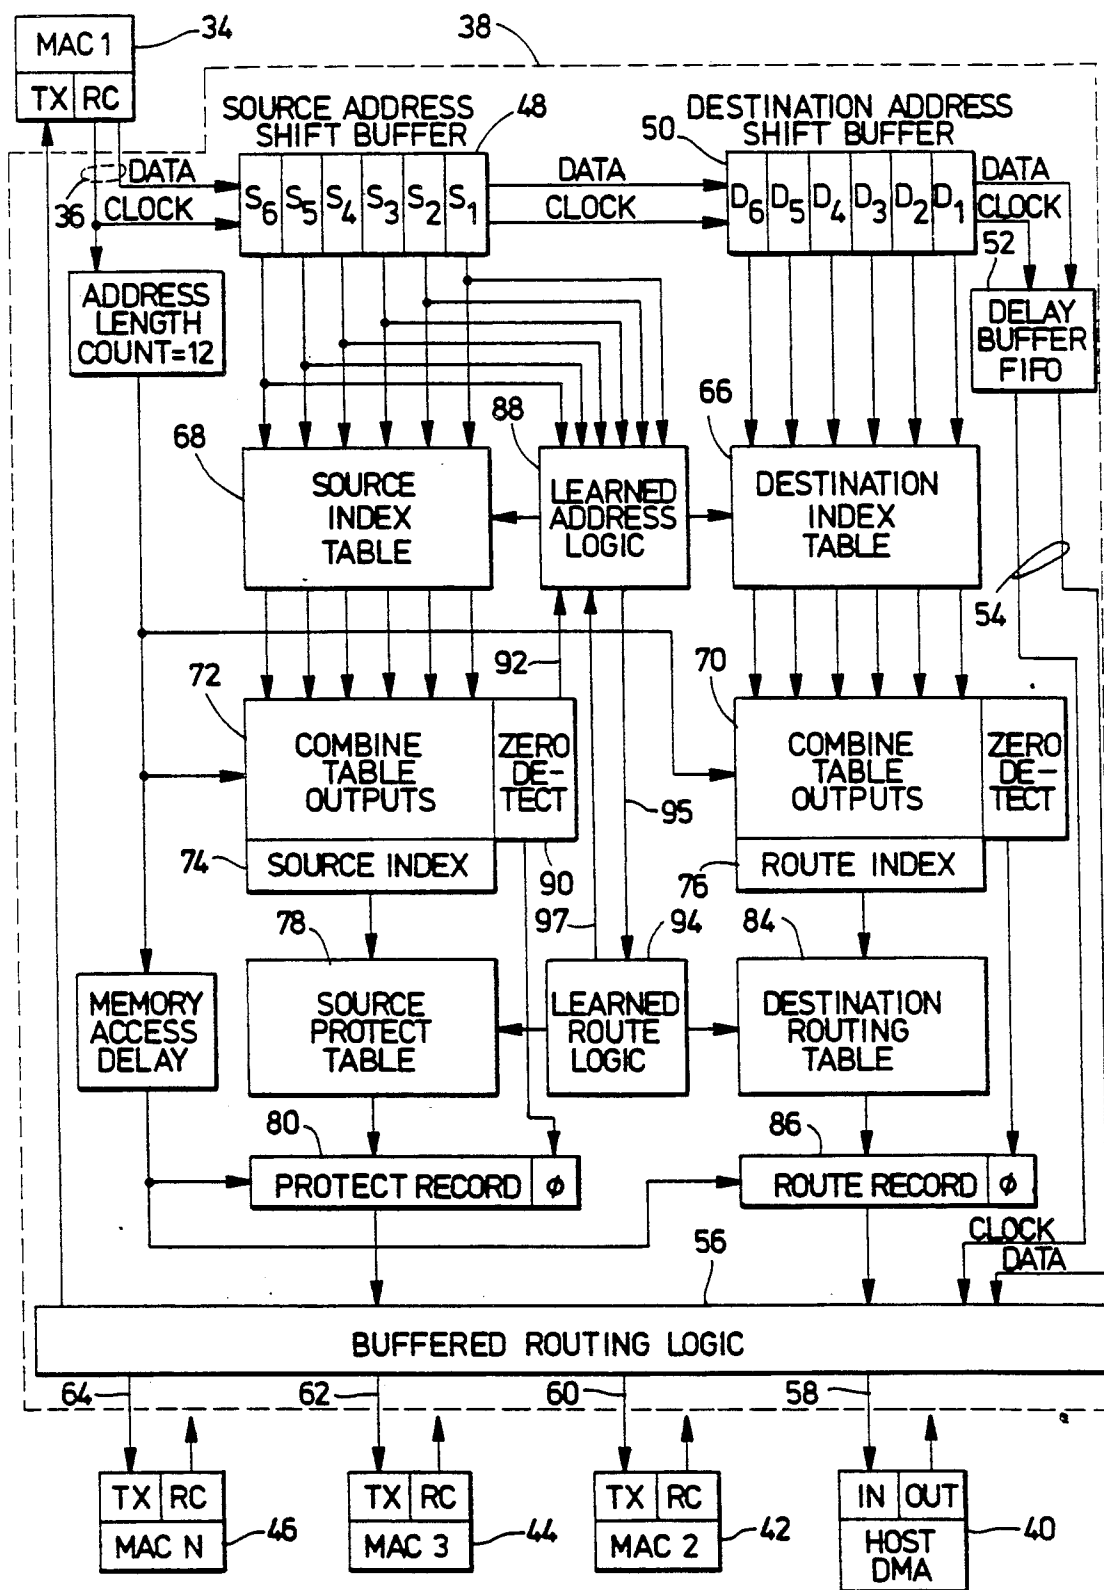 MAC 1
34
TX RC
38
SOURCE ADDRESS
SHIFT BUFFER
48
DESTINATION ADDRESS
SHIFT BUFFER
50
36
DATA
CLOCK
S6 S5 S4 S3 S2 S1
DATA
CLOCK
D6 D5 D4 D3 D2 D1
DATA
CLOCK
52
ADDRESS
LENGTH
COUNT=12
DELAY
BUFFER
FIFO
68
SOURCE
INDEX
TABLE
88
LEARNED
ADDRESS
LOGIC
66
DESTINATION
INDEX
TABLE
54
72
COMBINE
TABLE
OUTPUTS
ZERO
DE-
TECT
92
70
COMBINE
TABLE
OUTPUTS
ZERO
DE-
TECT
95
74
SOURCE INDEX
90
76
ROUTE INDEX
78
97
94
84
MEMORY
ACCESS
DELAY
SOURCE
PROTECT
TABLE
LEARNED
ROUTE
LOGIC
DESTINATION
ROUTING
TABLE
80
PROTECT RECORD ϕ
86
ROUTE RECORD ϕ
CLOCK
DATA
56
BUFFERED ROUTING LOGIC
64
62
60
58
TX RC
MAC N
46
TX RC
MAC 3
44
TX RC
MAC 2
42
IN OUT
HOST
DMA
40